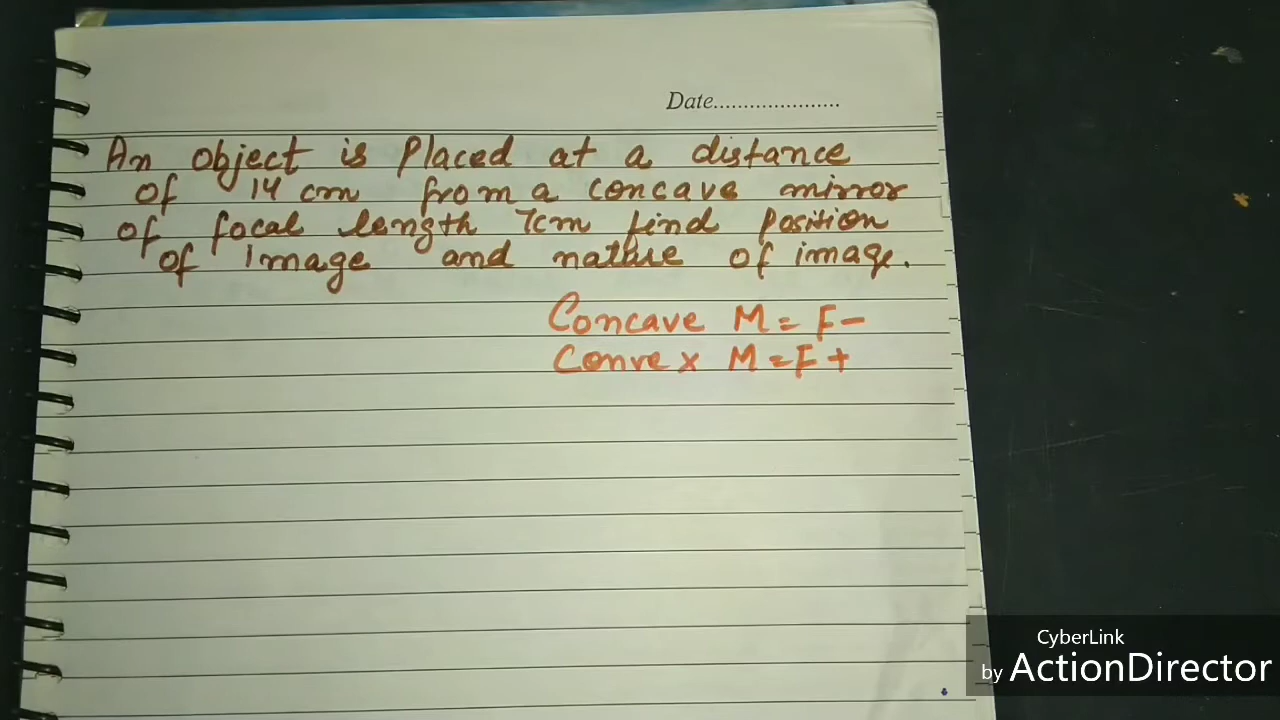 Date....................
An object is Placed at a distance
of 14 cm from a concave mirror
of focal length 7cm find position
of image and nature of image.
Concave M = F -
Convex M = F +
CyberLink
by ActionDirector